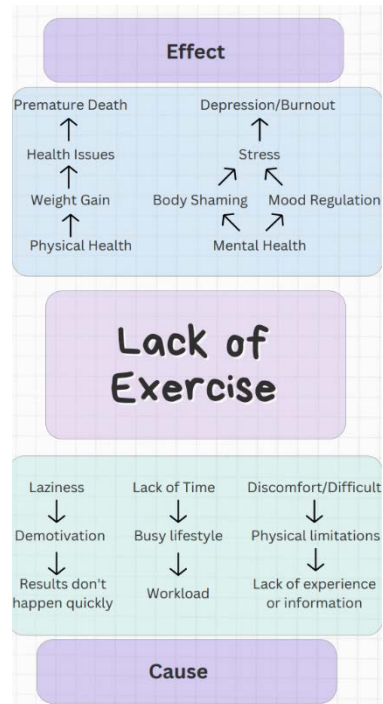 Effect
Premature Death
Depression/Burnout
Health Issues
Stress
Weight Gain
Body Shaming
Mood Regulation
Physical Health
Mental Health
Lack of
Exercise
Laziness
Lack of Time
Discomfort/Difficult
Demotivation
Busy lifestyle
Physical limitations
Results don't
happen quickly
Workload
Lack of experience
or information
Cause